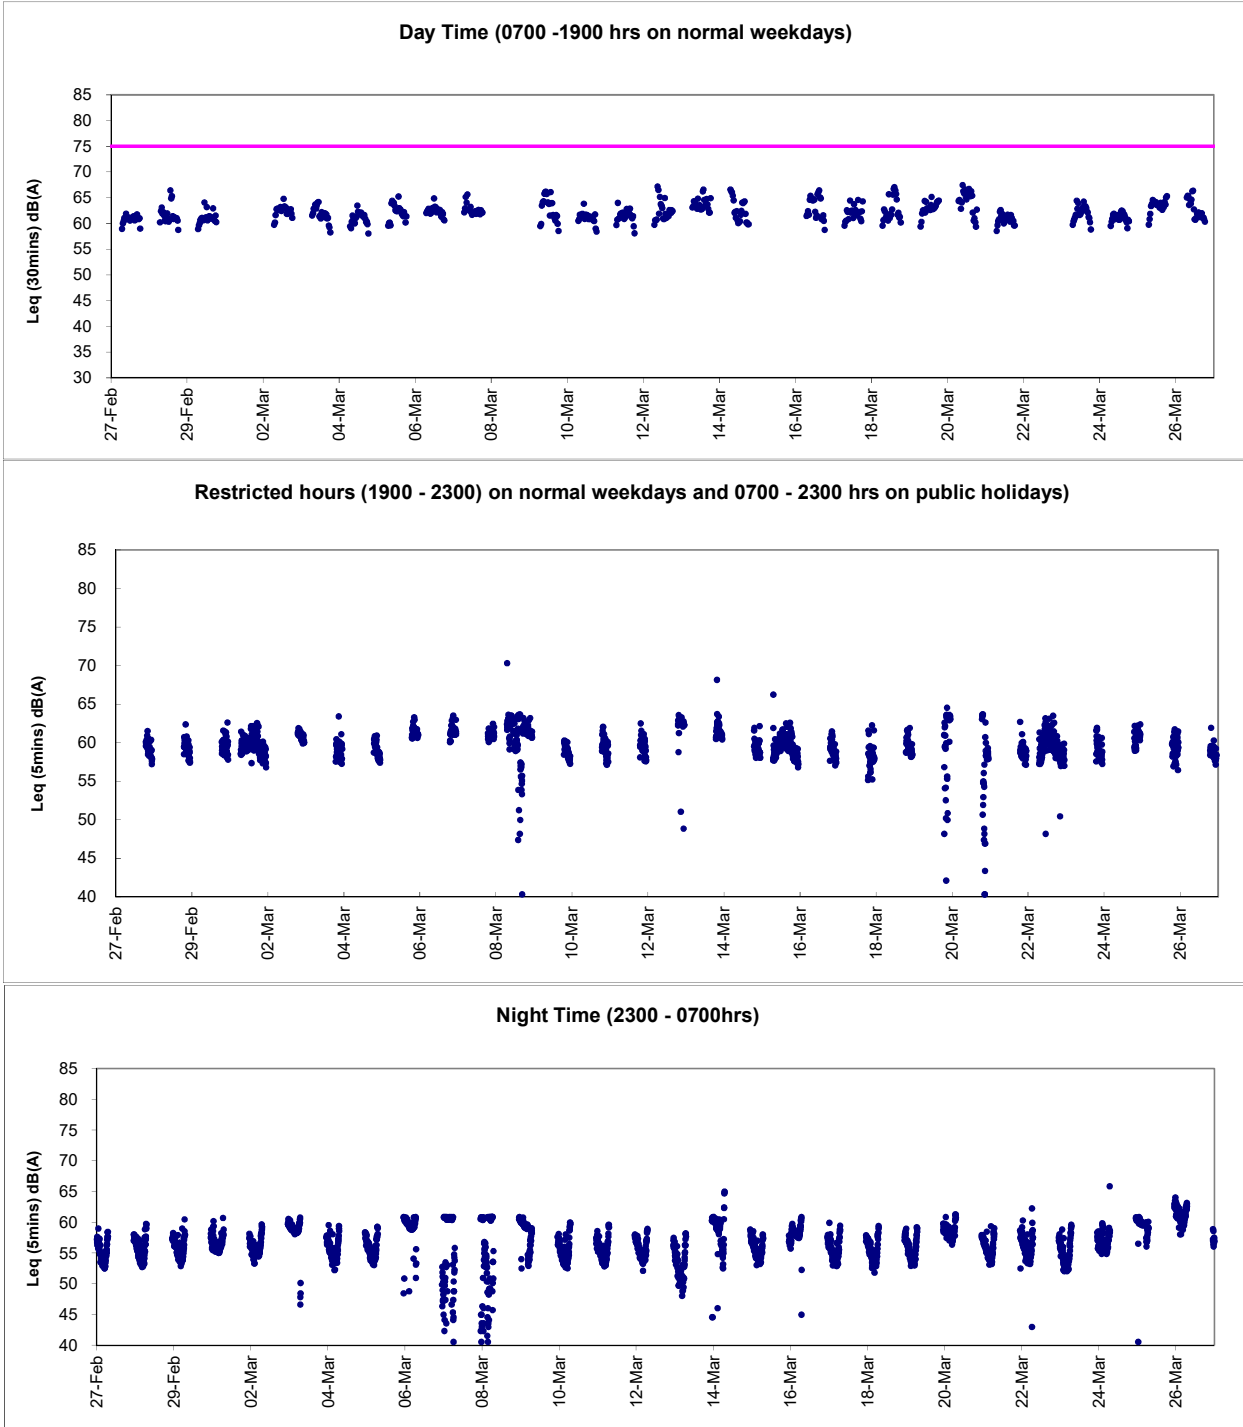 Day Time (0700 -1900 hrs on normal weekdays)
Leq (30mins) dB(A)
85
80
75
70
65
60
55
50
45
40
35
30
27-Feb
29-Feb
02-Mar
04-Mar
06-Mar
08-Mar
10-Mar
12-Mar
14-Mar
16-Mar
18-Mar
20-Mar
22-Mar
24-Mar
26-Mar
Restricted hours (1900 - 2300) on normal weekdays and 0700 - 2300 hrs on public holidays)
Leq (5mins) dB(A)
85
80
75
70
65
60
55
50
45
40
27-Feb
29-Feb
02-Mar
04-Mar
06-Mar
08-Mar
10-Mar
12-Mar
14-Mar
16-Mar
18-Mar
20-Mar
22-Mar
24-Mar
26-Mar
Night Time (2300 - 0700hrs)
Leq (5mins) dB(A)
85
80
75
70
65
60
55
50
45
40
27-Feb
29-Feb
02-Mar
04-Mar
06-Mar
08-Mar
10-Mar
12-Mar
14-Mar
16-Mar
18-Mar
20-Mar
22-Mar
24-Mar
26-Mar